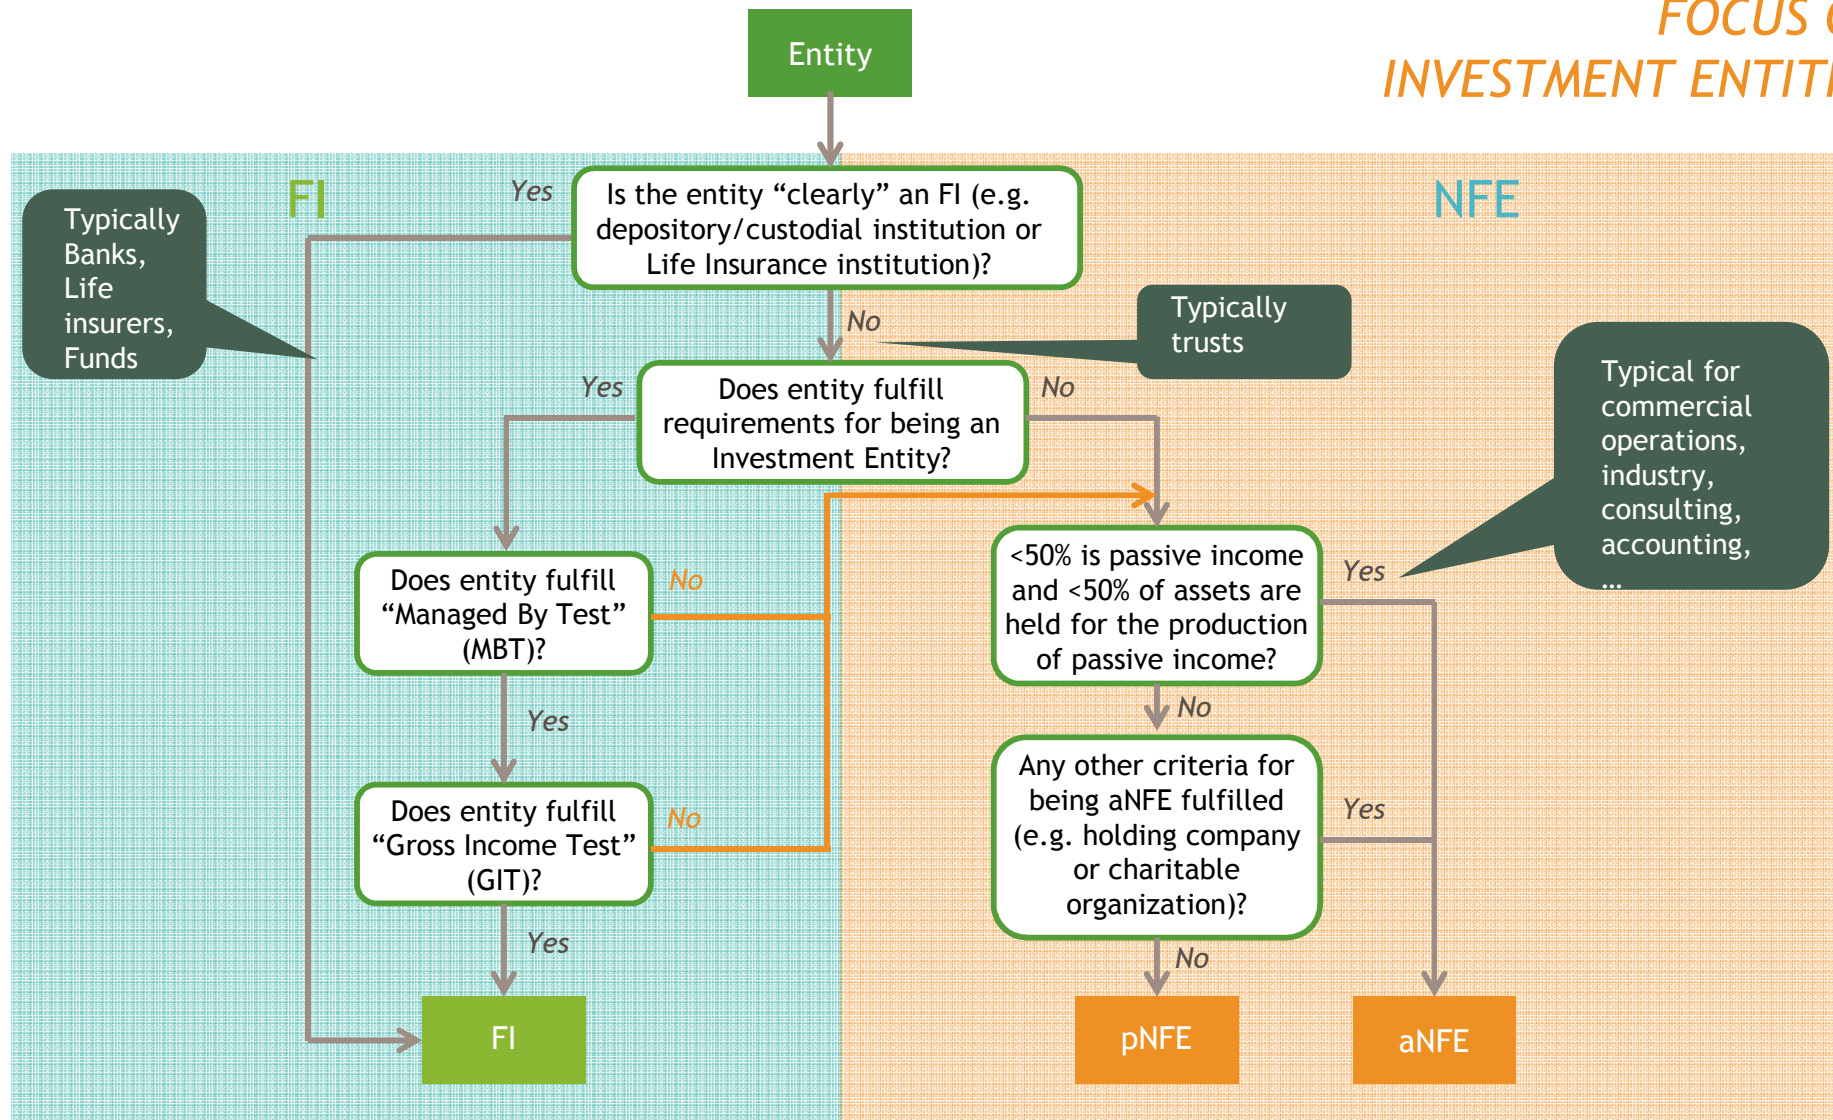 FOCUS
INVESTMENT ENTITI
Entity
FI
NFE
Typically
Banks,
Life
insurers,
Funds
Yes
Is the entity “clearly” an FI (e.g.
depository/custodial institution or
Life Insurance institution)?
No
Typically
trusts
Yes
Does entity fulfill
requirements for being an
Investment Entity?
No
Typical for
commercial
operations,
industry,
consulting,
accounting,
…
Does entity fulfill
“Managed By Test”
(MBT)?
No
<50% is passive income
and <50% of assets are
held for the production
of passive income?
Yes
Yes
No
Does entity fulfill
“Gross Income Test”
(GIT)?
No
Any other criteria for
being aNFE fulfilled
(e.g. holding company
or charitable
organization)?
Yes
Yes
No
FI
pNFE
aNFE